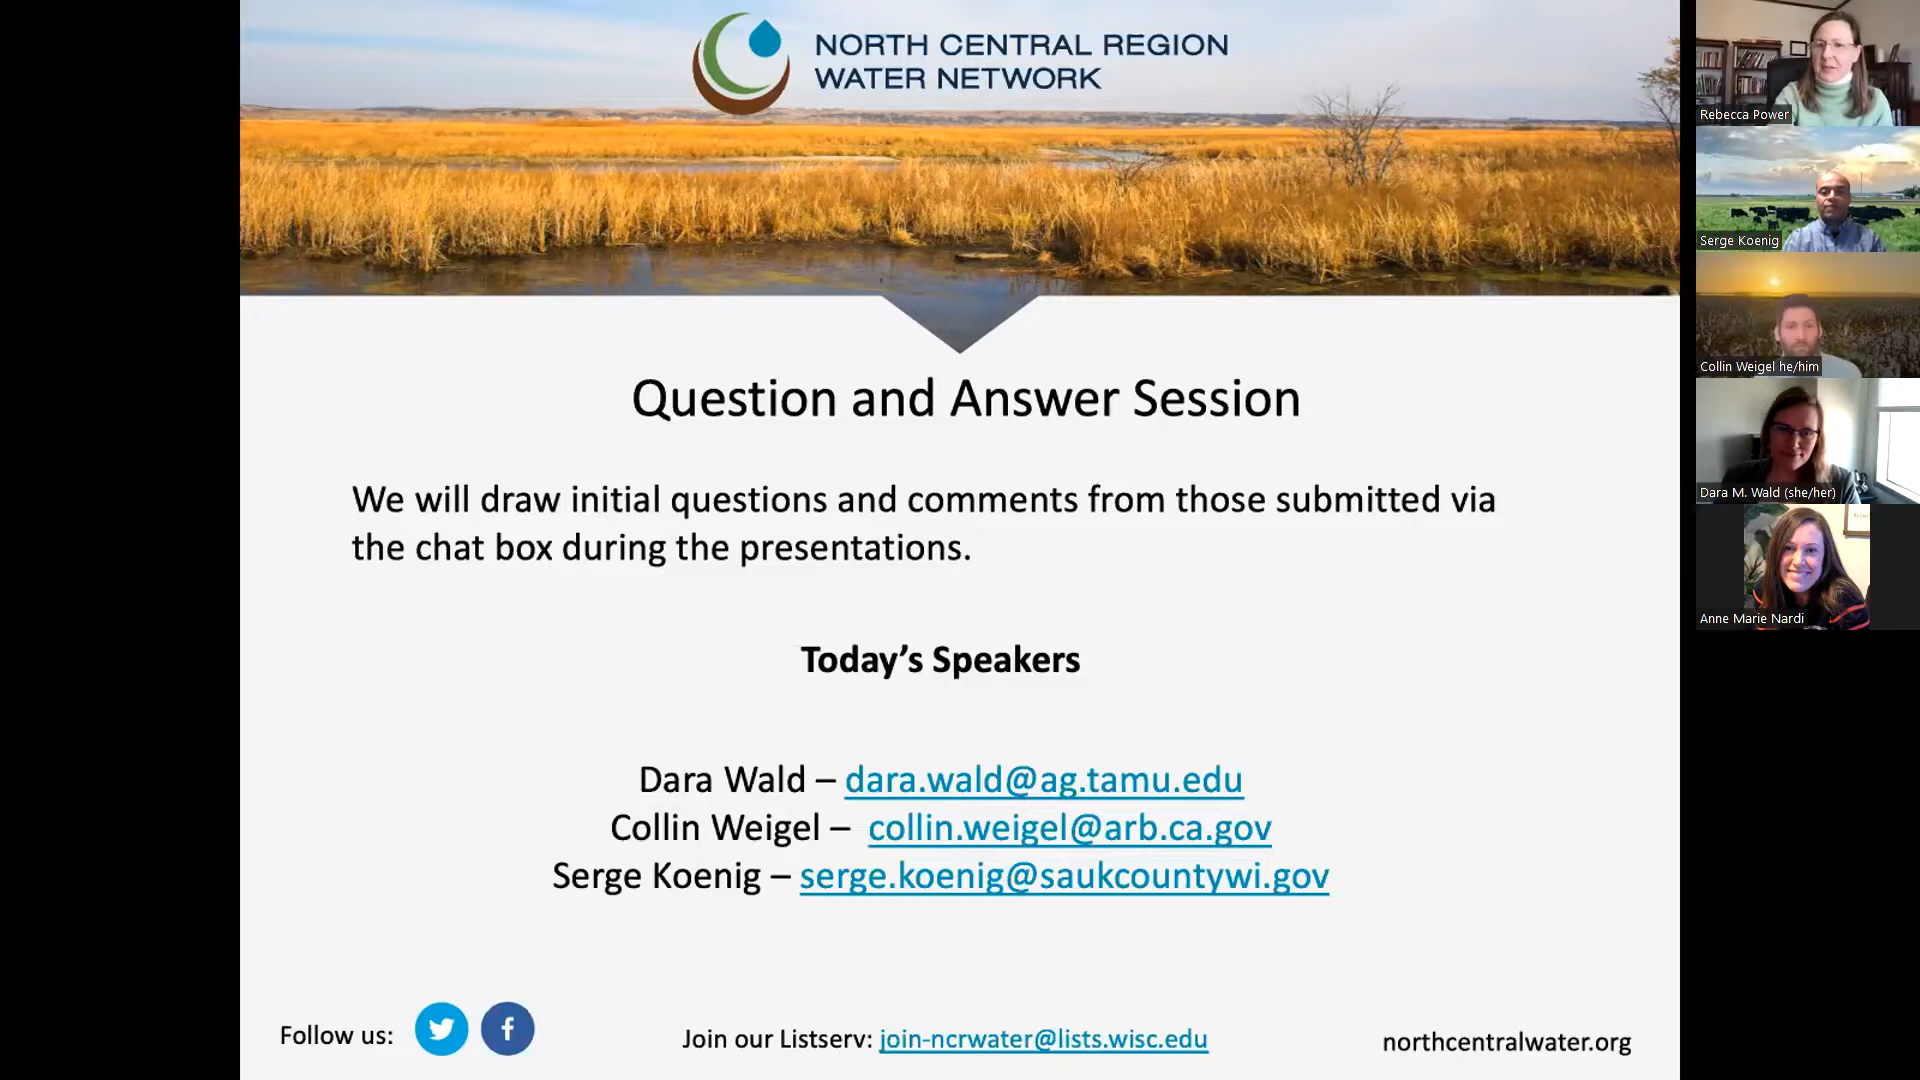 NORTH CENTRAL REGION
WATER NETWORK
Question and Answer Session
We will draw initial questions and comments from those submitted via
the chat box during the presentations.
Today’s Speakers
Dara Wald – dara.wald@ag.tamu.edu
Collin Weigel – collin.weigel@arb.ca.gov
Serge Koenig – serge.koenig@saukcountywi.gov
Follow us:
Join our Listserv: join-ncrwater@lists.wisc.edu
northcentralwater.org
Rebecca Power
Serge Koenig
Collin Weigel he/him
Dara M. Wald (she/her)
Anne Marie Nardi